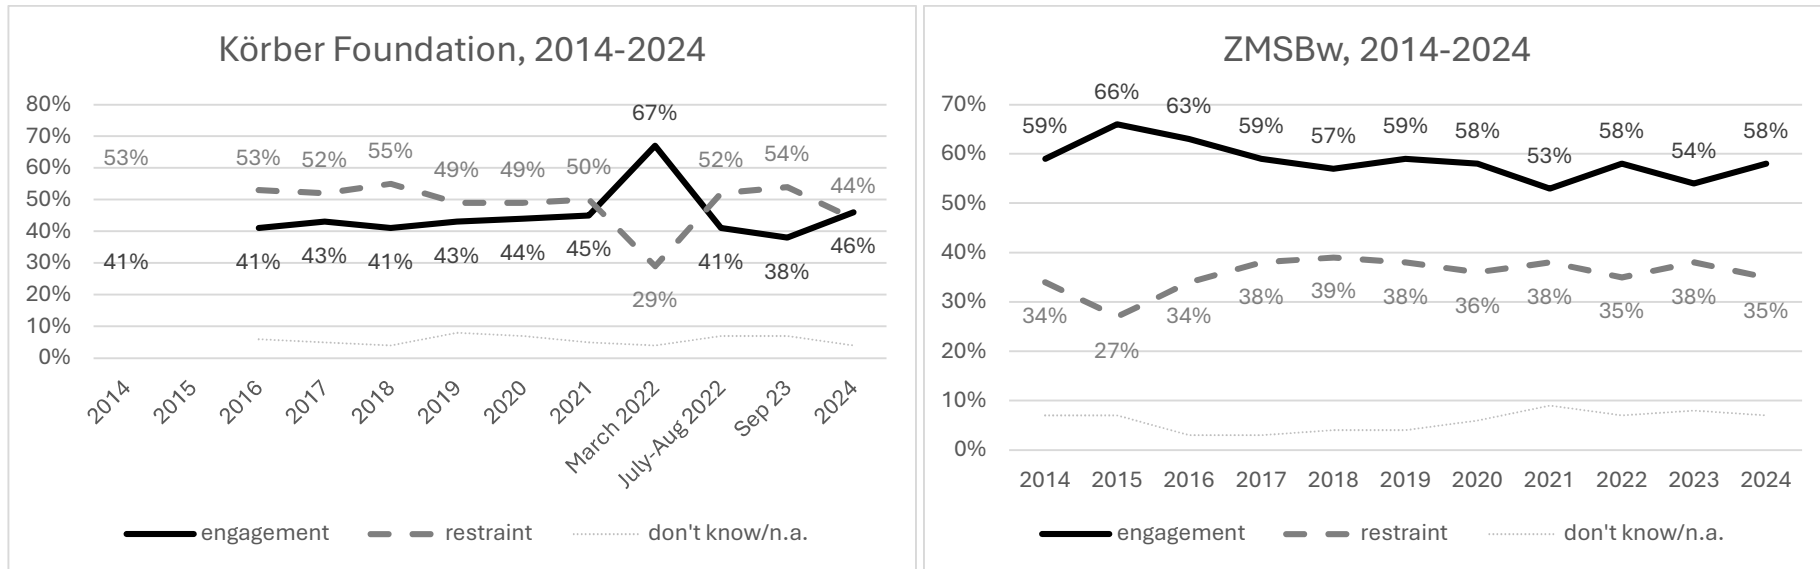 Körber Foundation, 2014-2024
80%
70%
60%
50%
40%
30%
20%
10%
0%
53% 53% 52% 55% 49% 49% 50% 67% 52% 54% 44%
41% 41% 43% 41% 43% 44% 45% 29% 41% 38% 46%
2014 2015 2016 2017 2018 2019 2020 2021 March 2022 July-Aug 2022 Sep 23 2024
engagement restraint don't know/n.a.
ZMSBw, 2014-2024
70%
60%
50%
40%
30%
20%
10%
0%
59% 66% 63% 59% 57% 59% 58% 53% 58% 54% 58%
34% 27% 34% 38% 39% 38% 36% 38% 35% 38% 35%
2014 2015 2016 2017 2018 2019 2020 2021 2022 2023 2024
engagement restraint don't know/n.a.